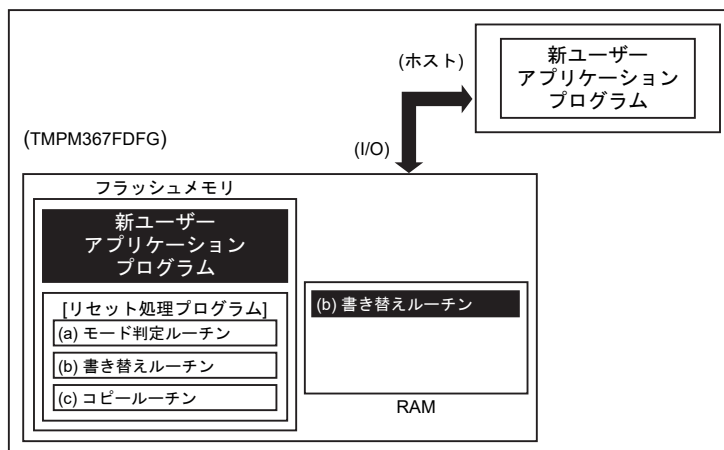 (ホスト)
新ユーザー
アプリケーション
プログラム
(TMPM367FDFG)
(I/O)
フラッシュメモリ
新ユーザー
アプリケーション
プログラム
[リセット処理プログラム]
(a) モード判定ルーチン
(b) 書き替えルーチン
(c) コピールーチン
(b) 書き替えルーチン
RAM